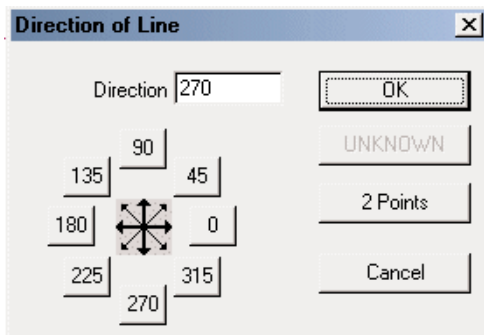 Direction of Line
Direction 270
OK
90
UNKNOWN
135
45
2 Points
180
0
225
315
Cancel
270